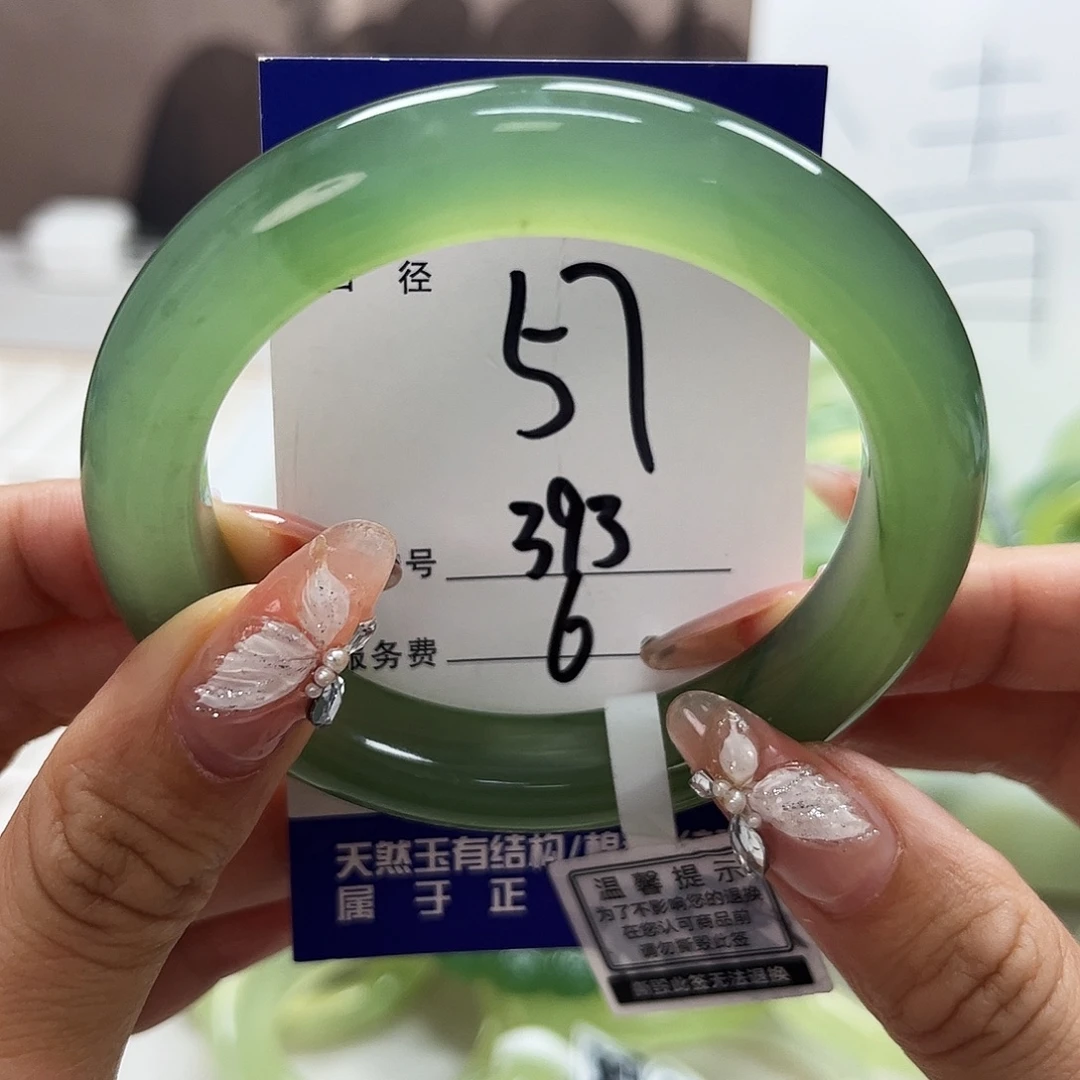 径
57
393
号
6
服务费
天然玉有结构/棉
属于正
温馨提示
为了不影响您的退换
在您认可商品前
请勿撕毁此签
撕毁此签无法退换